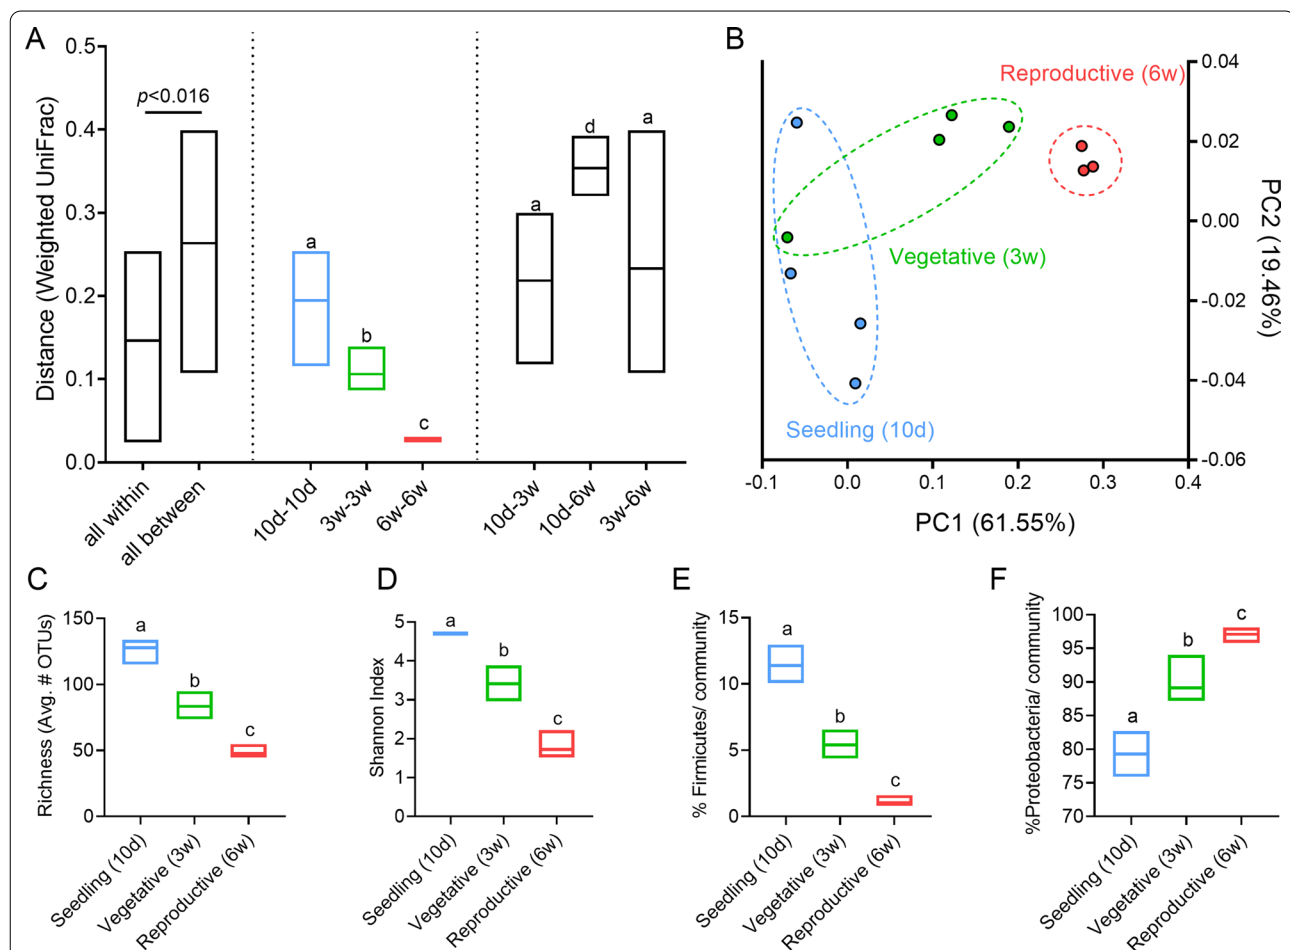 A
Distance (Weighted UniFrac)
0.5
0.4
0.3
0.2
0.1
0.0
p<0.016
a
b
c
a
d
a
all within
all between
10d-10d
3w-3w
6w-6w
10d-3w
10d-6w
3w-6w
B
Reproductive (6w)
Vegetative (3w)
Seedling (10d)
0.04
0.02
0.00
-0.02
-0.04
-0.06
PC2 (19.46%)
-0.1
0.0
0.1
0.2
0.3
0.4
PC1 (61.55%)
C
Richness (Avg. # OTUs)
150
100
50
0
a
b
c
Seedling (10d)
Vegetative (3w)
Reproductive (6w)
D
Shannon Index
5
4
3
2
1
0
a
b
c
Seedling (10d)
Vegetative (3w)
Reproductive (6w)
E
% Firmicutes/ community
15
10
5
0
a
b
c
Seedling (10d)
Vegetative (3w)
Reproductive (6w)
F
%Proteobacteria/ community
100
95
90
85
80
75
70
a
b
c
Seedling (10d)
Vegetative (3w)
Reproductive (6w)